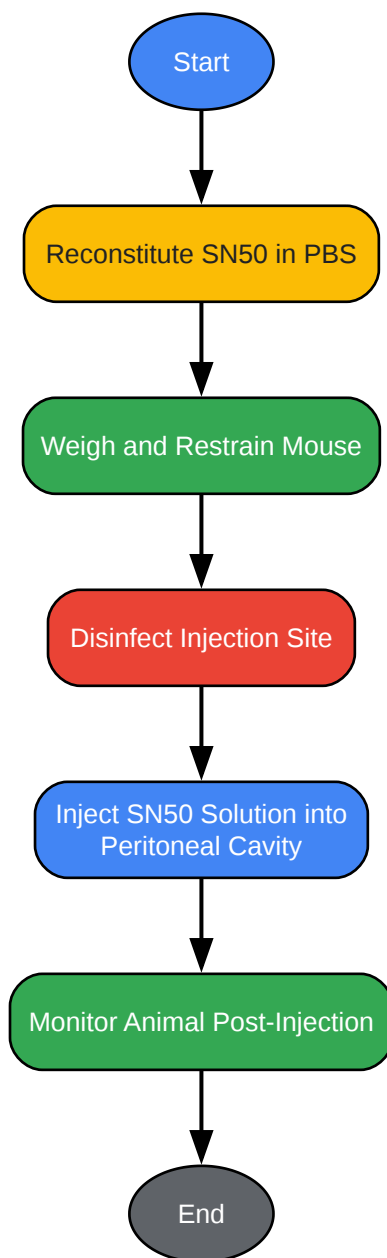 Start
Reconstitute SN50 in PBS
Weigh and Restrain Mouse
Disinfect Injection Site
Inject SN50 Solution into
Peritoneal Cavity
Monitor Animal Post-Injection
End